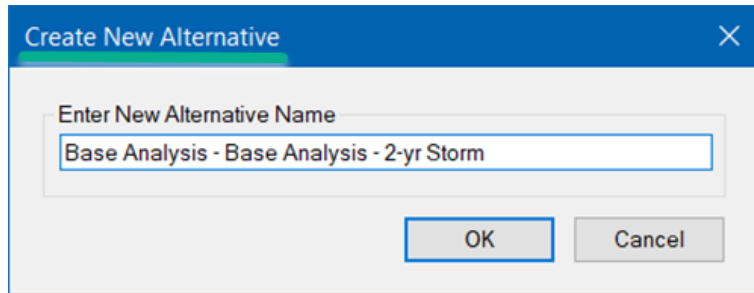 Create New Alternative
Enter New Alternative Name
Base Analysis - Base Analysis - 2-yr Storm
OK
Cancel